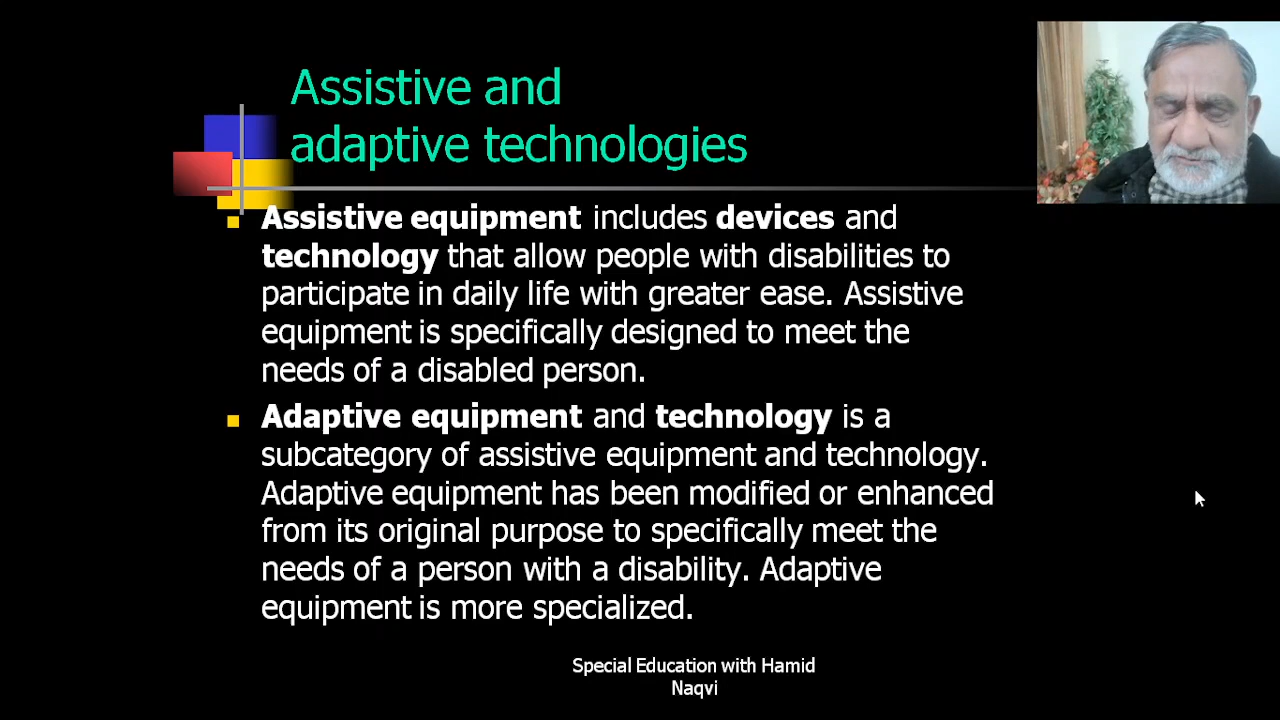 Assistive and
adaptive technologies
Assistive equipment includes devices and
technology that allow people with disabilities to
participate in daily life with greater ease. Assistive
equipment is specifically designed to meet the
needs of a disabled person.
Adaptive equipment and technology is a
subcategory of assistive equipment and technology.
Adaptive equipment has been modified or enhanced
from its original purpose to specifically meet the
needs of a person with a disability. Adaptive
equipment is more specialized.
Special Education with Hamid
Naqvi